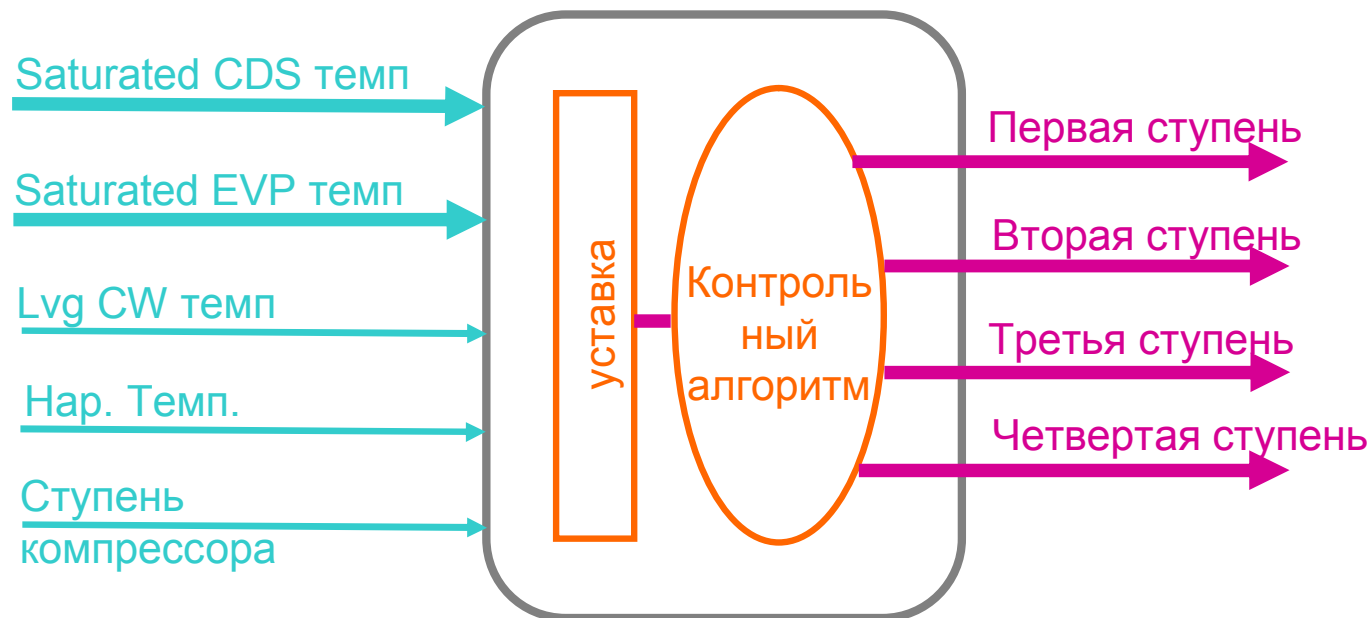 Saturated CDS темп
Saturated EVP темп
Lvg CW темп
Нар. Темп.
Ступень
компрессора
уставка
Контроль
ный
алгоритм
Первая ступень
Вторая ступень
Третья ступень
Четвертая ступень